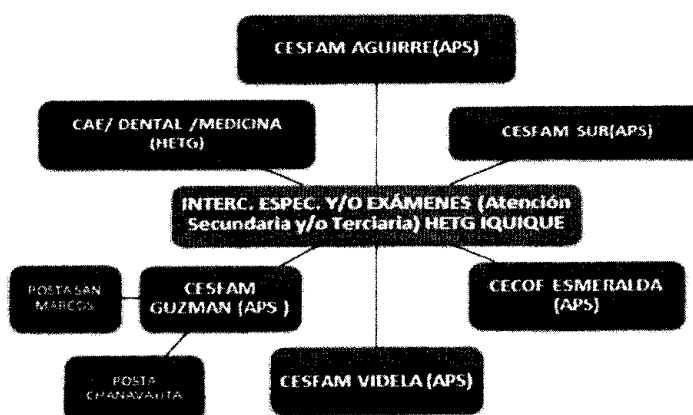 CESFAM AGUIRRE(APS)
CAE/ DENTAL /MEDICINA
(HETG)
CESFAM SUR(APS)
INTERC. ESPEC. Y/O EXÁMENES (Atención
Secundaria y/o Terciaria) HETG IQUIQUE
POSTA SAN
MARCOS
CESFAM
GUZMAN (APS )
CECOF ESMERALDA
(APS)
POSTA
CHANAVAYITA
CESFAM VIDELA (APS)